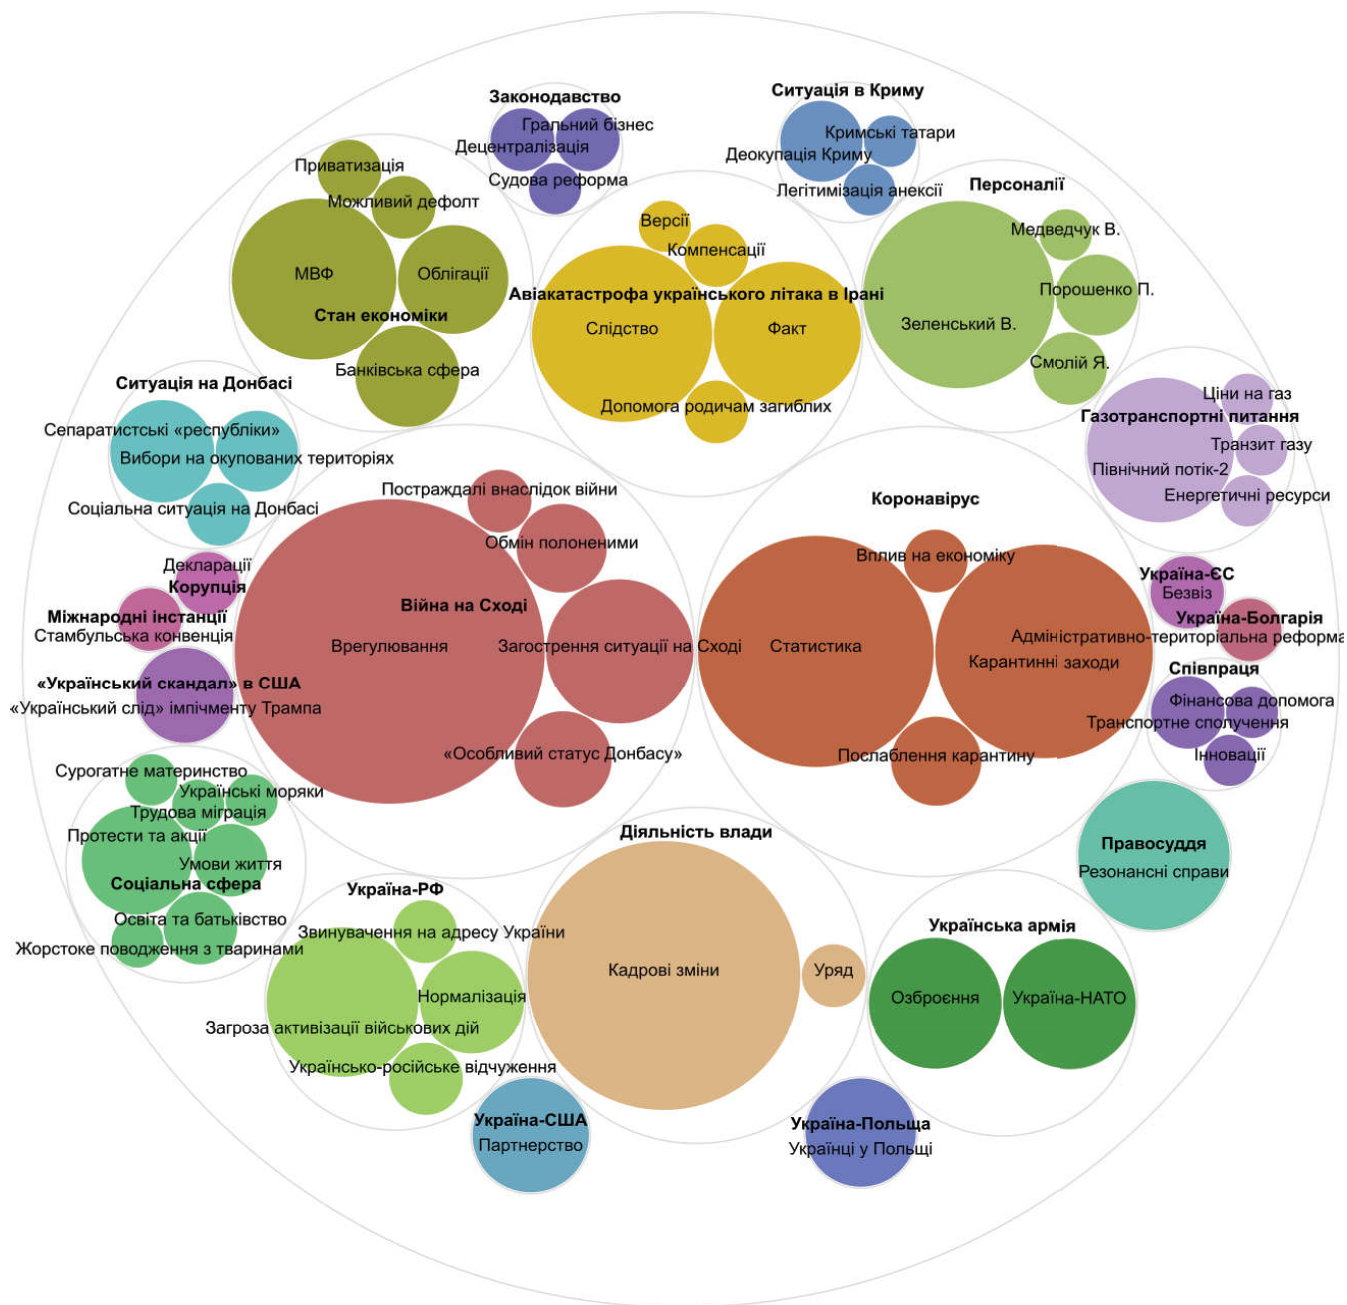 Законодавство
Гральний бізнес
Децентралізація
Судова реформа
Ситуація в Криму
Кримські татари
Деокупація Криму
Легітимізація анексії
Приватизація
Можливий дефолт
МВФ
Облігації
Стан економіки
Банківська сфера
Версії
Компенсації
Авіакатастрофа українського літака в Ірані
Слідство
Факт
Допомога родичам загиблих
Персоналії
Медведчук В.
Порошенко П.
Зеленський В.
Смолій Я.
Ситуація на Донбасі
Сепаратистські «республіки»
Вибори на окупованих територіях
Соціальна ситуація на Донбасі
Ціни на газ
Газотранспортні питання
Транзит газу
Північний потік-2
Енергетичні ресурси
Постраждалі внаслідок війни
Обмін полоненими
Війна на Сході
Врегулювання
Загострення ситуації на Сході
«Особливий статус Донбасу»
Коронавірус
Вплив на економіку
Статистика
Карантинні заходи
Послаблення карантину
Декларації
Корупція
Міжнародні інстанції
Стамбульська конвенція
«Український скандал» в США
«Український слід» імпічменту Трампа
Україна-ЄС
Безвіз
Україна-Болгарія
Адміністративно-територіальна реформа
Співпраця
Фінансова допомога
Транспортне сполучення
Інновації
Сурогатне материнство
Українські моряки
Трудова міграція
Протести та акції
Умови життя
Соціальна сфера
Освіта та батьківство
Жорстоке поводження з тваринами
Діяльність влади
Кадрові зміни
Уряд
Правосуддя
Резонансні справи
Україна-РФ
Звинувачення на адресу України
Нормалізація
Загроза активізації військових дій
Українсько-російське відчуження
Українська армія
Озброєння
Україна-НАТО
Україна-США
Партнерство
Україна-Польща
Українці у Польщі